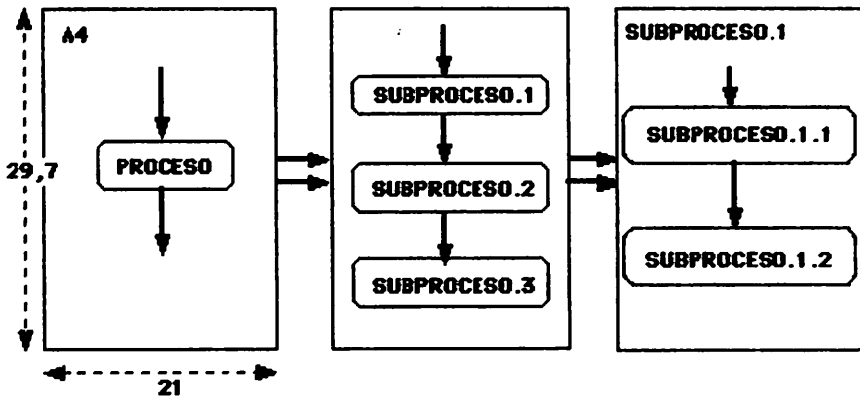 A4
PROCESO
29,7
21
SUBPROCESO.1
SUBPROCESO.2
SUBPROCESO.3
SUBPROCESO.1
SUBPROCESO.1.1
SUBPROCESO.1.2